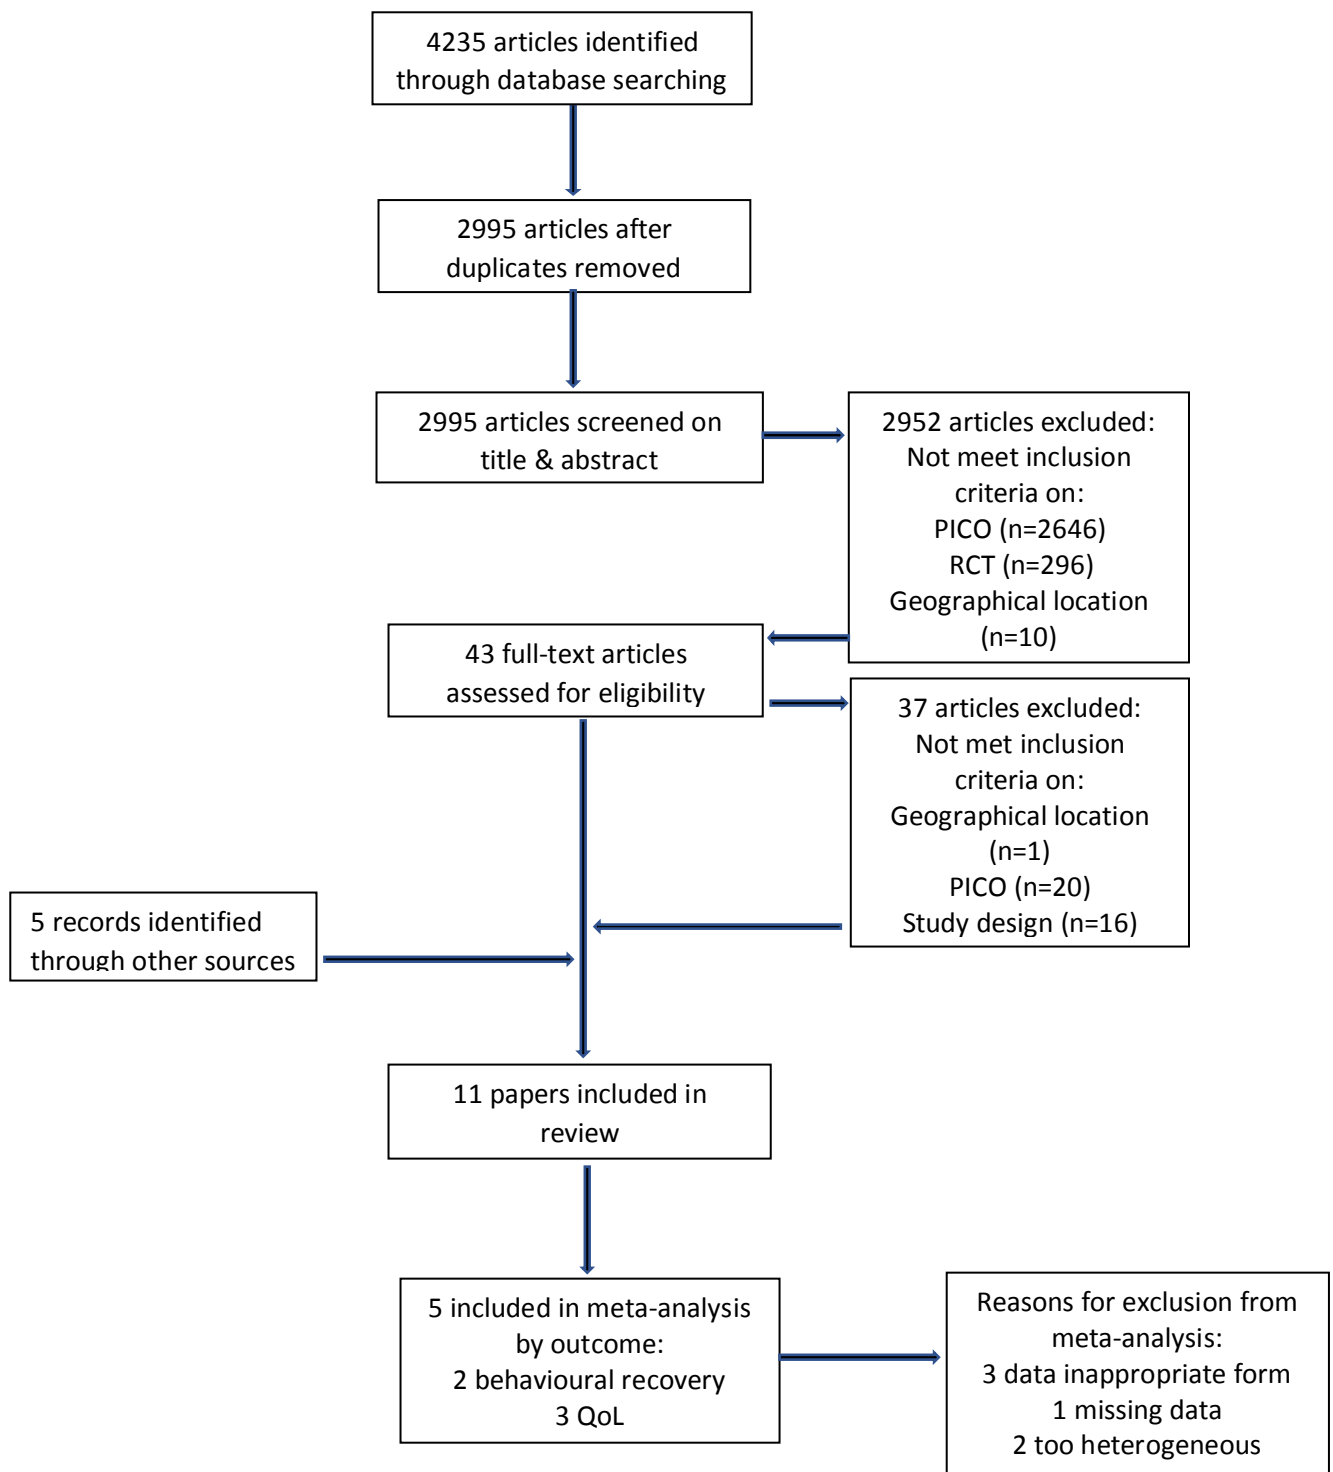 4235 articles identified
through database searching
2995 articles after
duplicates removed
2995 articles screened on
title & abstract
2952 articles excluded:
Not meet inclusion
criteria on:
PICO (n=2646)
RCT (n=296)
Geographical location
(n=10)
43 full-text articles
assessed for eligibility
37 articles excluded:
Not met inclusion
criteria on:
Geographical location
(n=1)
PICO (n=20)
Study design (n=16)
5 records identified
through other sources
11 papers included in
review
5 included in meta-analysis
by outcome:
2 behavioural recovery
3 QoL
Reasons for exclusion from
meta-analysis:
3 data inappropriate form
1 missing data
2 too heterogeneous